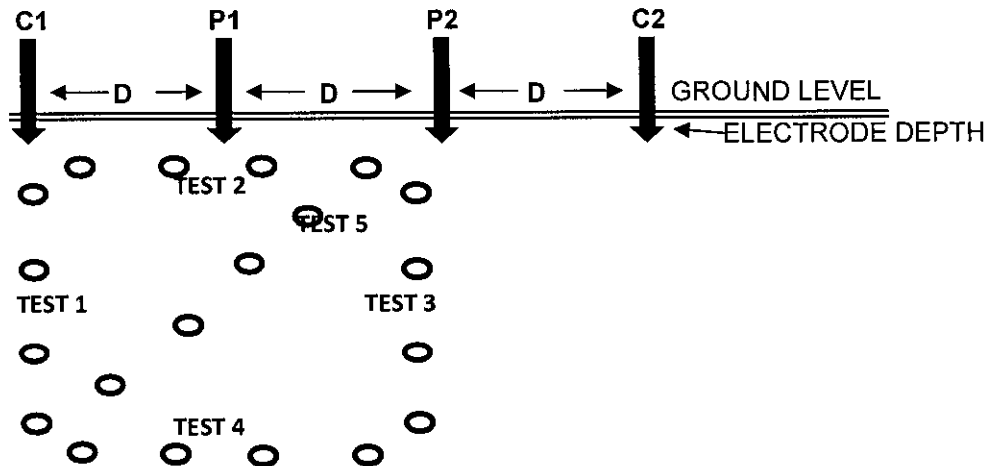 C1 P1 P2 C2
D D D GROUND LEVEL
ELECTRODE DEPTH
TEST 2
TEST 5
TEST 1 TEST 3
TEST 4